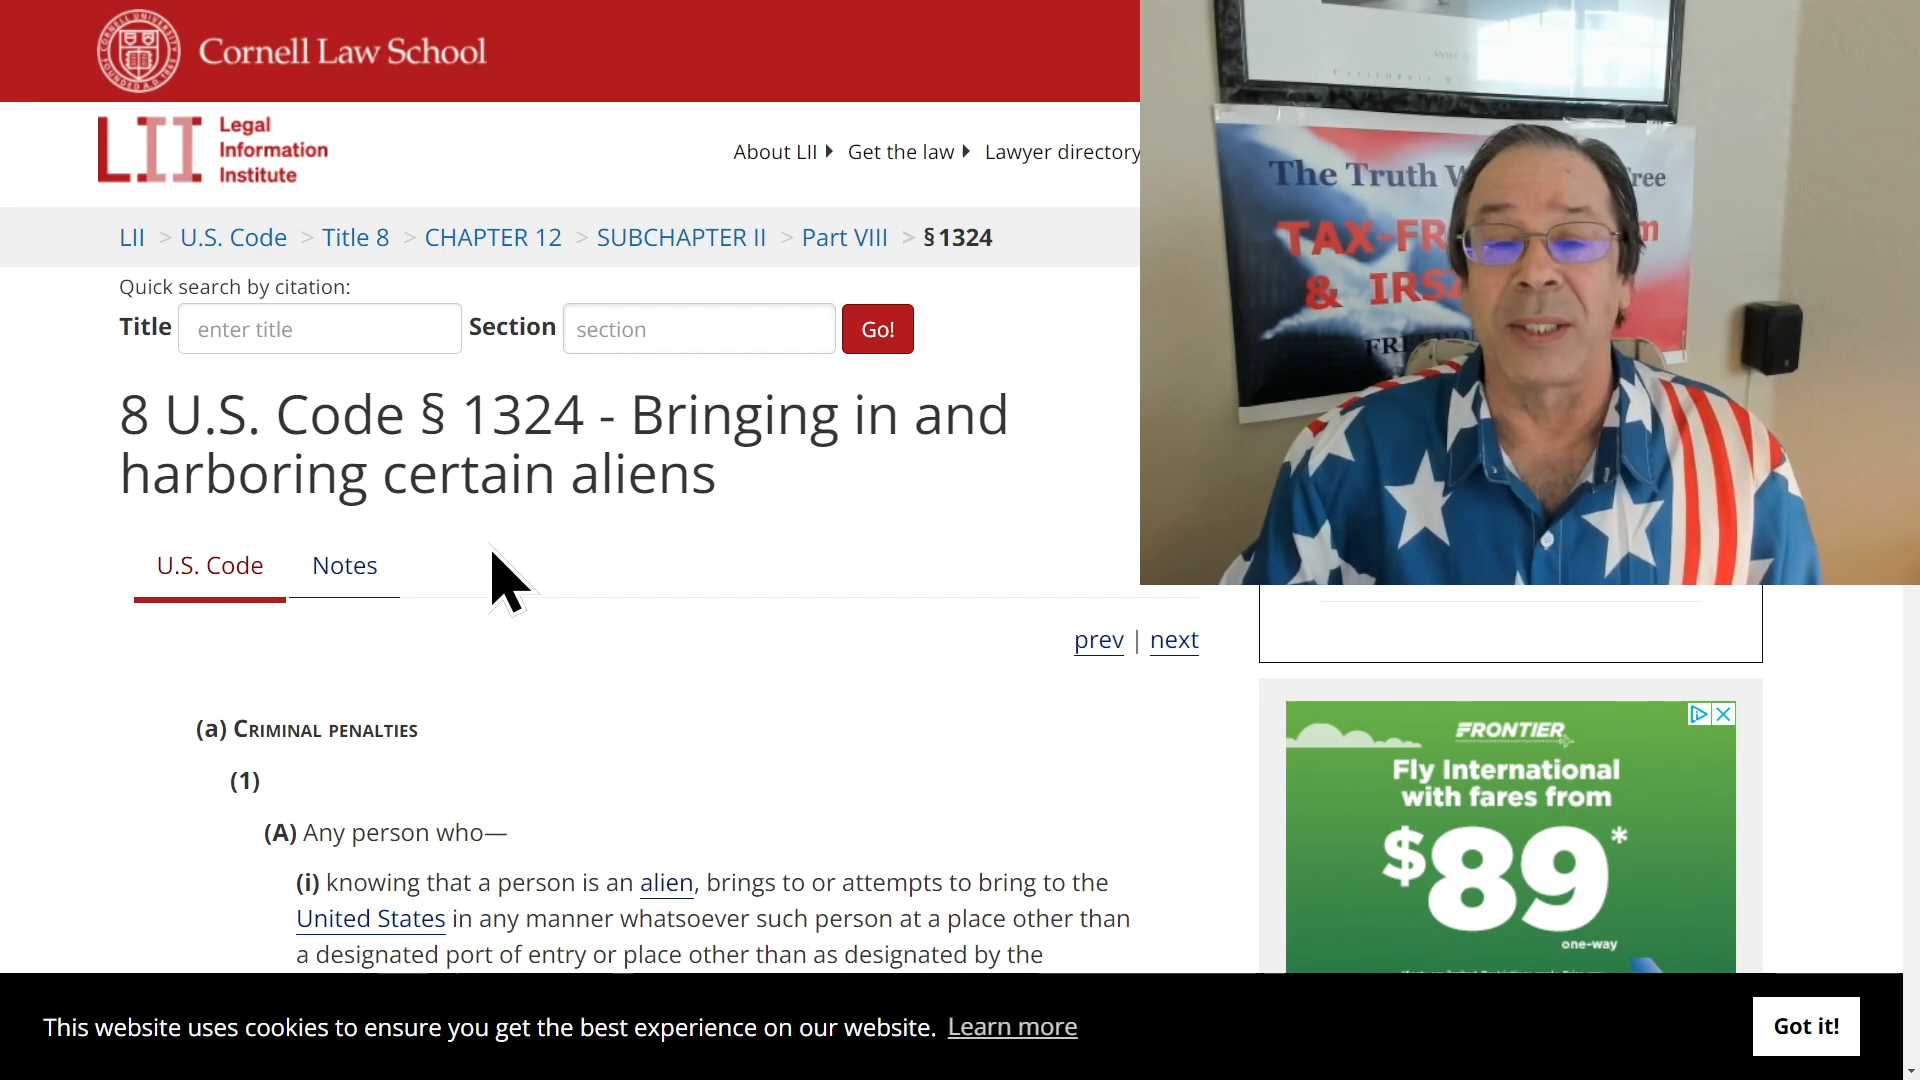 Cornell Law School
LII
Legal
Information
Institute
About LII
Get the law
Lawyer directory
LII > U.S. Code > Title 8 > CHAPTER 12 > SUBCHAPTER II > Part VIII > § 1324
Quick search by citation:
Title enter title Section section Go!
8 U.S. Code § 1324 - Bringing in and
harboring certain aliens
U.S. Code Notes
prev | next
(a) CRIMINAL PENALTIES
(1)
(A) Any person who—
(i) knowing that a person is an alien, brings to or attempts to bring to the
United States in any manner whatsoever such person at a place other than
a designated port of entry or place other than as designated by the
The Truth
TAX-FR
& IRS
FRONTIER
Fly International
with fares from
$89*
one-way
This website uses cookies to ensure you get the best experience on our website. Learn more
Got it!